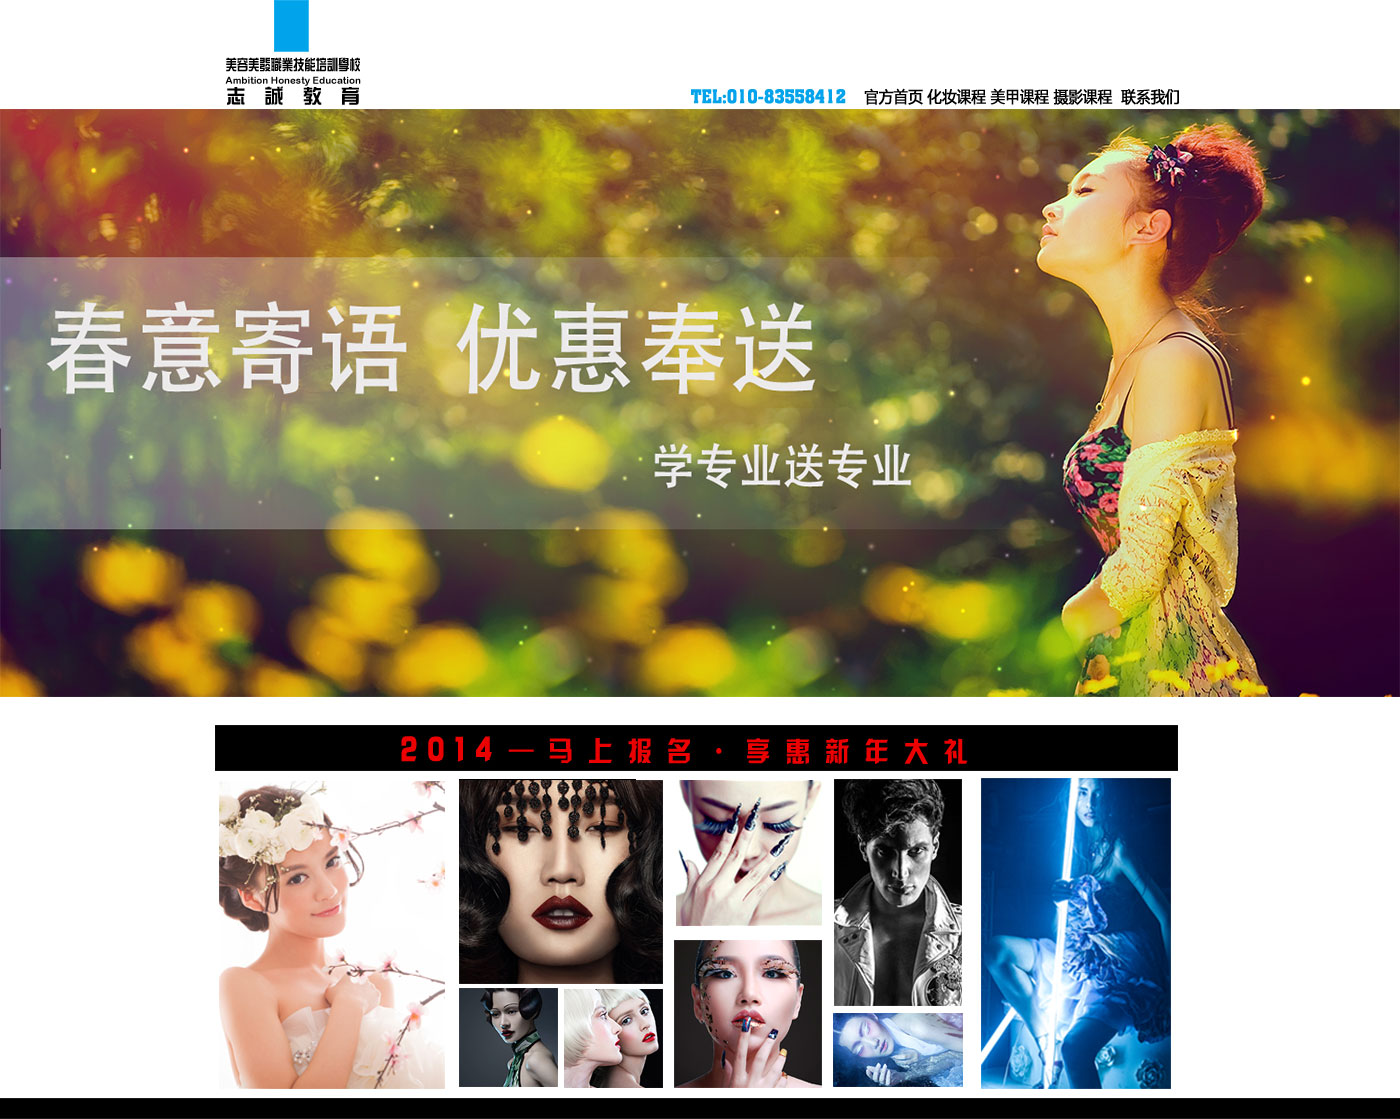 美容美發職業技能培訓學校
Ambition Honesty Education
志誠教育
TEL:010-83558412 官方首页 化妆课程 美甲课程 摄影课程 联系我们
春意寄语 优惠奉送
学专业送专业
2014—马上报名·享惠新年大礼